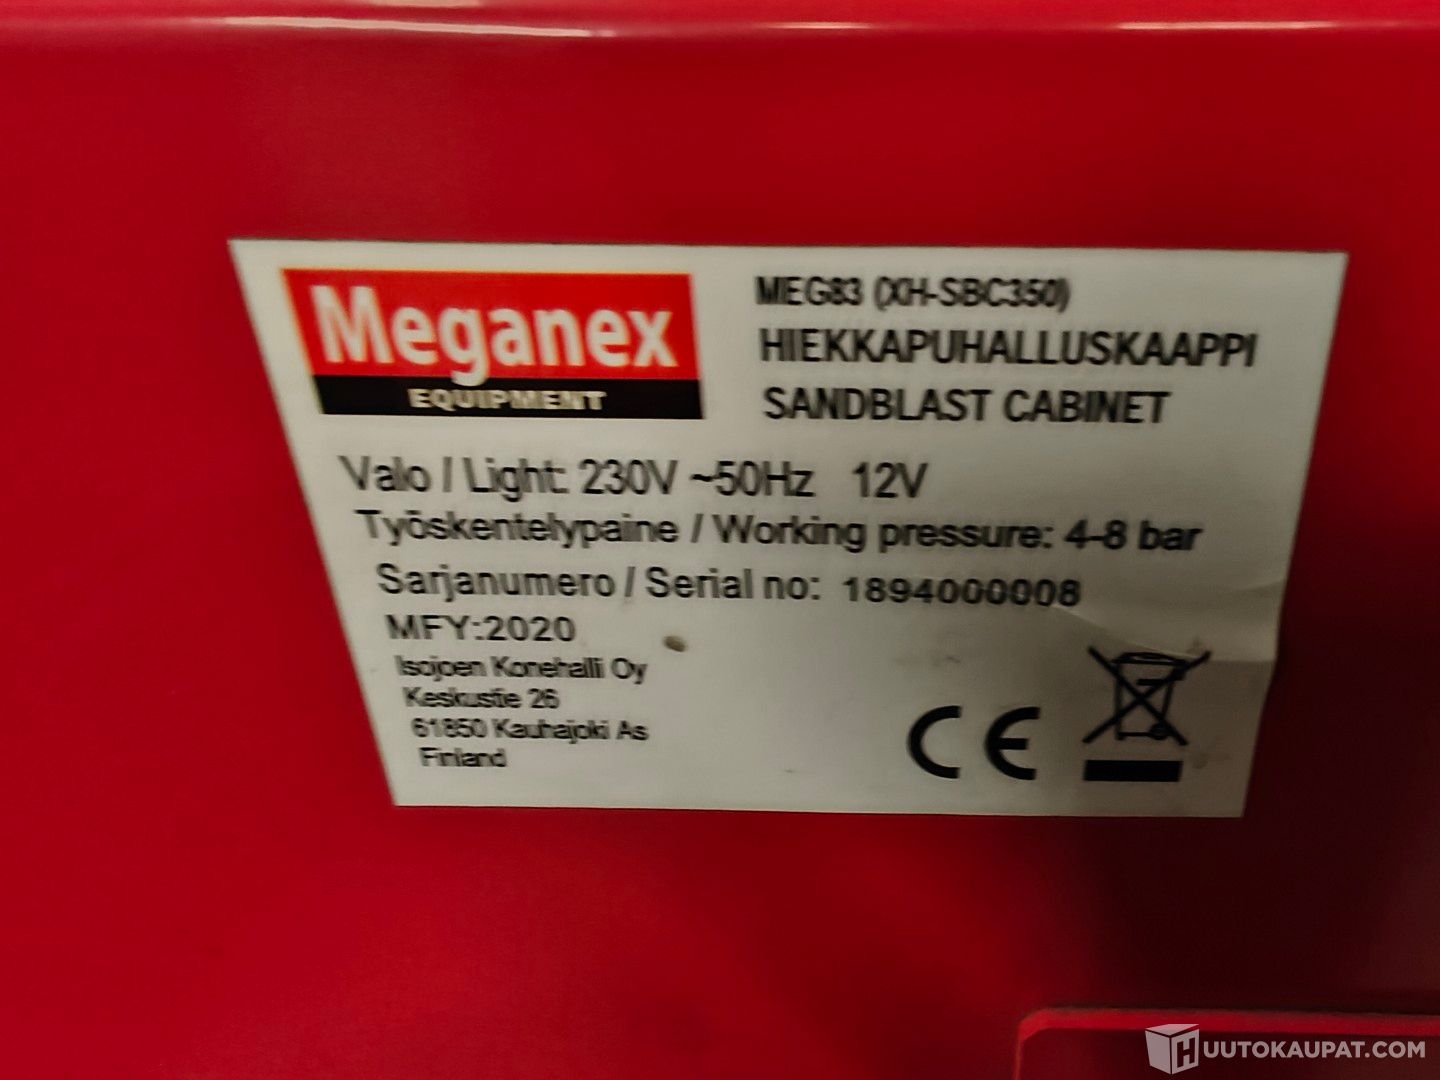 Meganex
EQUIPMENT
MEG83 (XH-SBC350)
HIEKKAPUHALLUSKAAPPI
SANDBLAST CABINET
Valo / Light: 230V ~50Hz 12V
Työskentelypaine / Working pressure: 4-8 bar
Sarjanumero / Serial no: 1894000008
MFY:2020
Isojoen Konehalli Oy
Keskustie 26
61850 Kauhajoki As
Finland
CE
HUUTOKAUPAT.COM